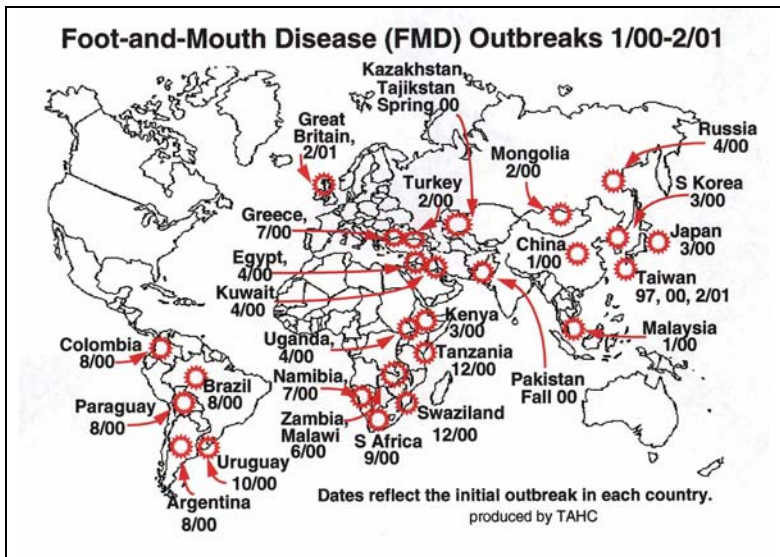 Foot-and-Mouth Disease (FMD) Outbreaks 1/00-2/01
Kazakhstan,
Tajikstan
Spring 00
Great
Britain,
2/01
Russia
4/00
Mongolia
2/00
Turkey
2/00
S Korea
3/00
Greece,
7/00
Japan
3/00
China
1/00
Egypt,
4/00
Taiwan
97, 00, 2/01
Kuwait
4/00
Kenya
3/00
Malaysia
1/00
Uganda,
4/00
Colombia
8/00
Tanzania
12/00
Brazil
8/00
Namibia,
7/00
Pakistan
Fall 00
Paraguay
8/00
Swaziland
12/00
Zambia,
Malawi
6/00
S Africa
9/00
Uruguay
10/00
Argentina
8/00
Dates reflect the initial outbreak in each country.
produced by TAHC